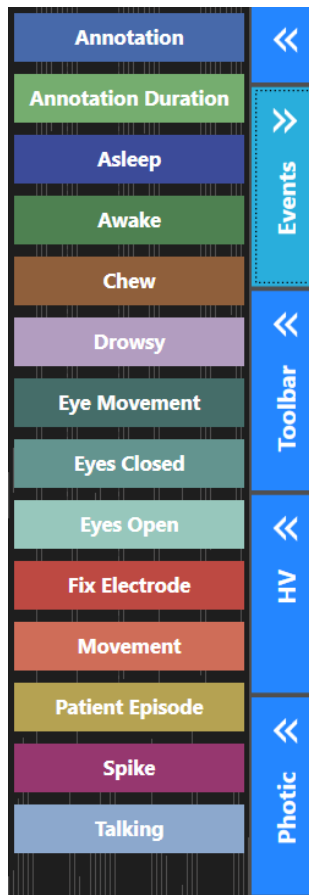 Annotation
Annotation Duration
Asleep
Awake
Chew
Drowsy
Eye Movement
Eyes Closed
Eyes Open
Fix Electrode
Movement
Patient Episode
Spike
Talking
Events
Toolbar
HV
Photic